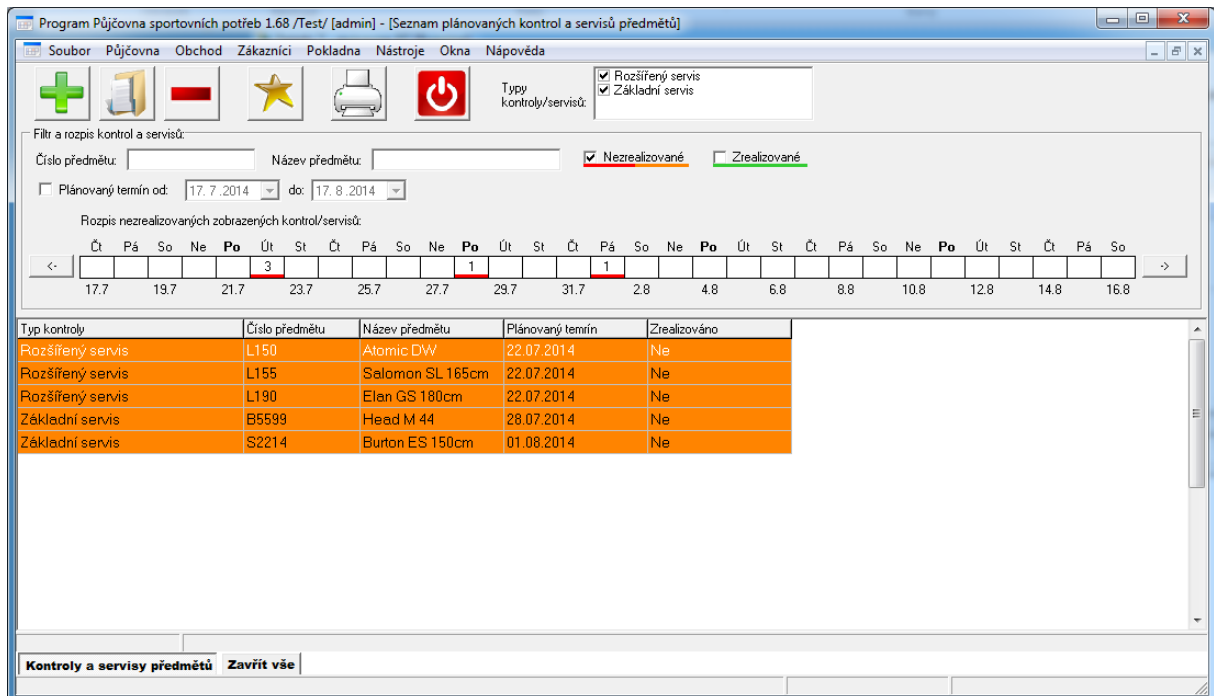 Program Půjčovna sportovních potřeb 1.68 /Test/ [admin] - [Seznam plánovaných kontrol a servisů předmětů]
Soubor Půjčovna Obchod Zákazníci Pokladna Nástroje Okna Nápověda
Typy kontroly/servisů:
Rozšířený servis
Základní servis
Filtr a rozpis kontrol a servisů:
Číslo předmětu: Název předmětu: Nezrealizované Zrealizované
Plánovaný termín od: 17. 7 .2014 do: 17. 8 .2014
Rozpis nezrealizovaných zobrazených kontrol/servisů:
Čt Pá So Ne Po Út St Čt Pá So Ne Po Út St Čt Pá So Ne Po Út St Čt Pá So Ne Po Út St Čt Pá So
<- 3 1 1 ->
17.7 19.7 21.7 23.7 25.7 27.7 29.7 31.7 2.8 4.8 6.8 8.8 10.8 12.8 14.8 16.8
Typ kontroly Číslo předmětu Název předmětu Plánovaný temrín Zrealizováno
Rozšířený servis L150 Atomic DW 22.07.2014 Ne
Rozšířený servis L155 Salomon SL 165cm 22.07.2014 Ne
Rozšířený servis L190 Elan GS 180cm 22.07.2014 Ne
Základní servis B5599 Head M 44 28.07.2014 Ne
Základní servis S2214 Burton ES 150cm 01.08.2014 Ne
Kontroly a servisy předmětů Zavřít vše